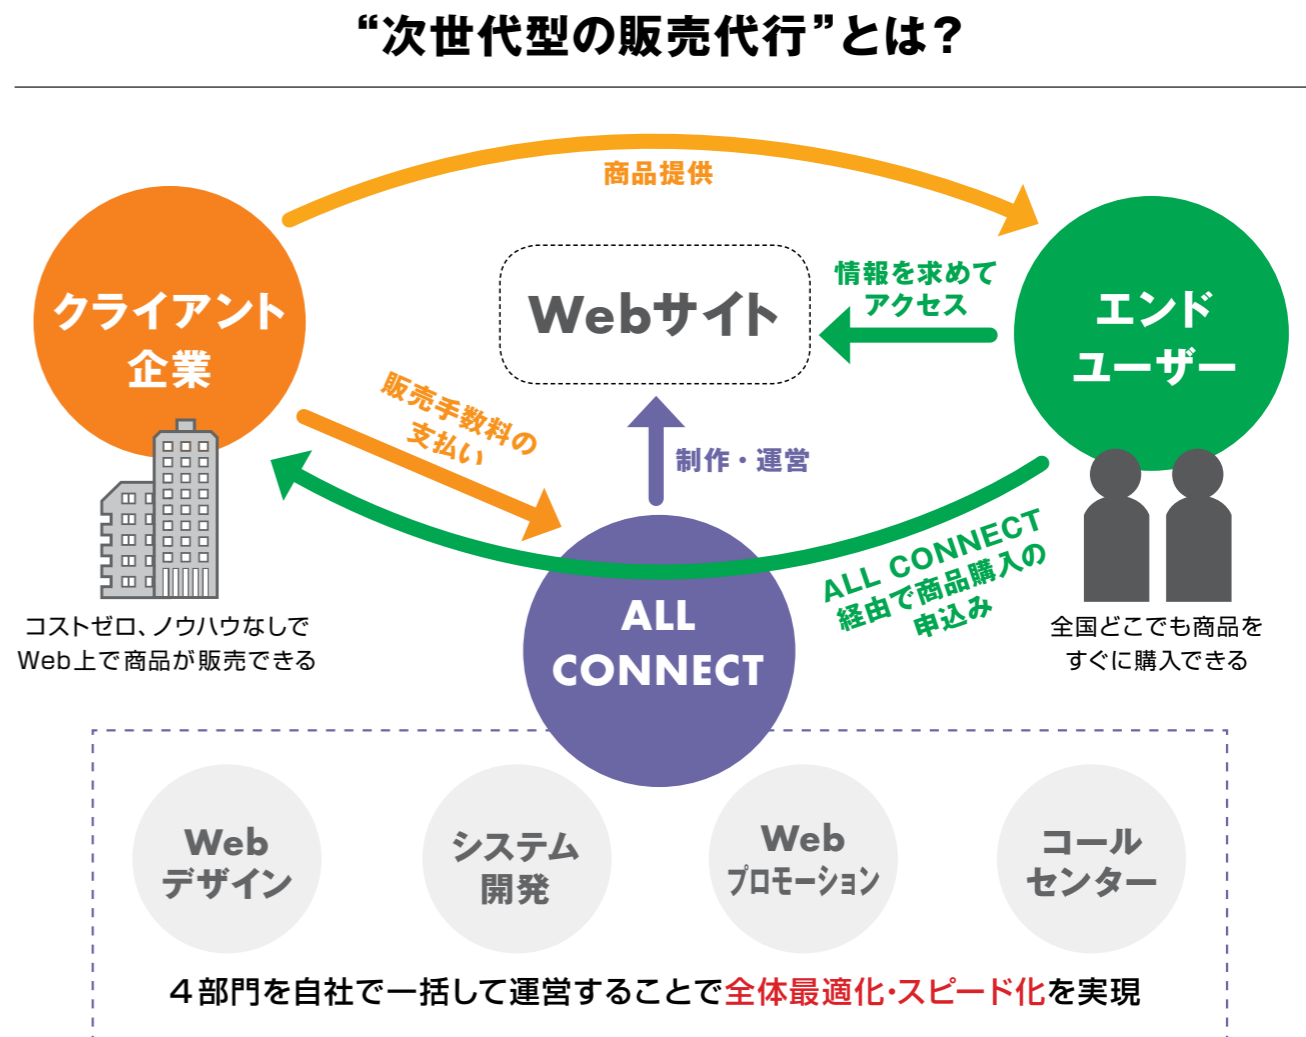 “次世代型の販売代行”とは？
商品提供
クライアント
企業
Webサイト
情報を求めて
アクセス
エンド
ユーザー
販売手数料の
支払い
制作・運営
ALL CONNECT
経由で商品購入の
申込み
ALL
CONNECT
コストゼロ、ノウハウなしで
Web上で商品が販売できる
全国どこでも商品を
すぐに購入できる
Web
デザイン
システム
開発
Web
プロモーション
コール
センター
4部門を自社で一括して運営することで全体最適化・スピード化を実現